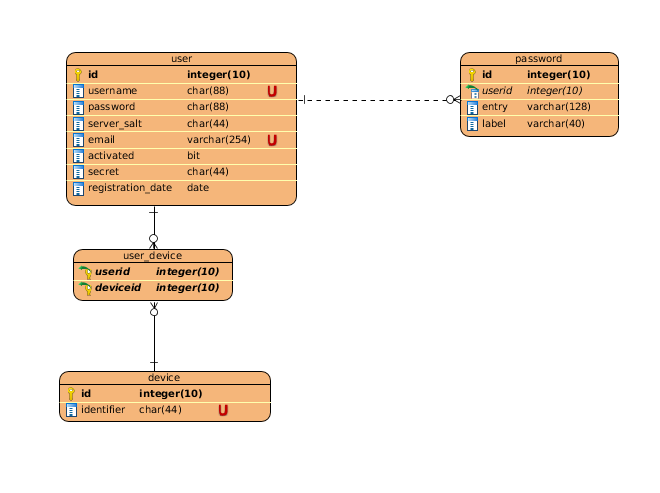 user
id integer(10)
username char(88) U
password char(88)
server_salt char(44)
email varchar(254) U
activated bit
secret char(44)
registration_date date
password
id integer(10)
userid integer(10)
entry varchar(128)
label varchar(40)
user_device
userid integer(10)
deviceid integer(10)
device
id integer(10)
identifier char(44) U